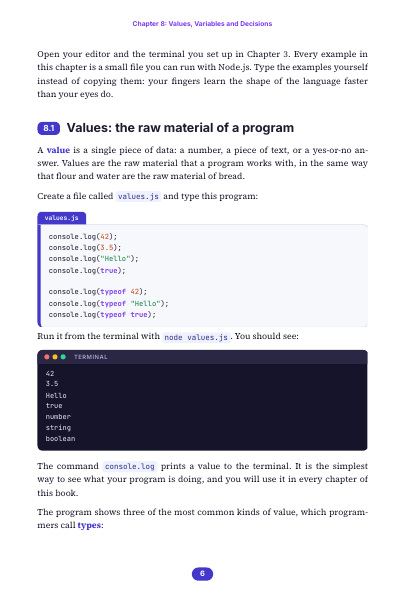 Chapter 8: Values, Variables and Decisions
Open your editor and the terminal you set up in Chapter 3. Every example in
this chapter is a small file you can run with Node.js. Type the examples yourself
instead of copying them: your fingers learn the shape of the language faster
than your eyes do.
8.1 Values: the raw material of a program
A value is a single piece of data: a number, a piece of text, or a yes-or-no an-
swer. Values are the raw material that a program works with, in the same way
that flour and water are the raw material of bread.
Create a file called values.js and type this program:
values.js
console.log(42);
console.log(3.5);
console.log("Hello");
console.log(true);
console.log(typeof 42);
console.log(typeof "Hello");
console.log(typeof true);
Run it from the terminal with node values.js. You should see:
TERMINAL
42
3.5
Hello
true
number
string
boolean
The command console.log prints a value to the terminal. It is the simplest
way to see what your program is doing, and you will use it in every chapter of
this book.
The program shows three of the most common kinds of value, which program-
mers call types:
6